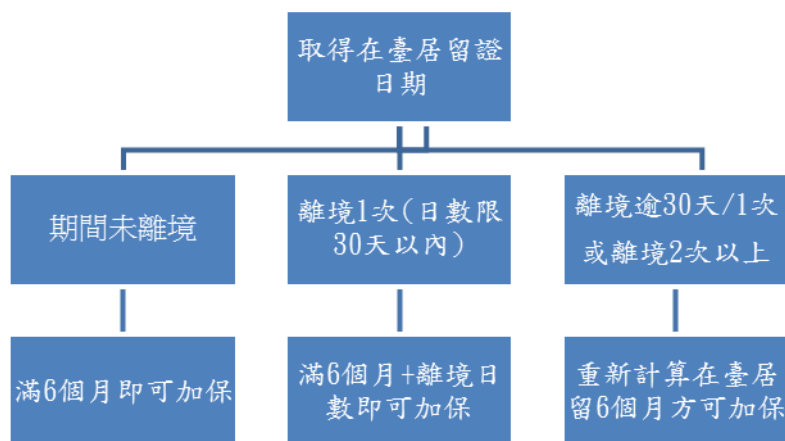 取得在臺居留證
日期
期間未離境
離境1次(日數限
30天以內)
離境逾30天/1次
或離境2次以上
滿6個月即可加保
滿6個月+離境日
數即可加保
重新計算在臺居
留6個月方可加保